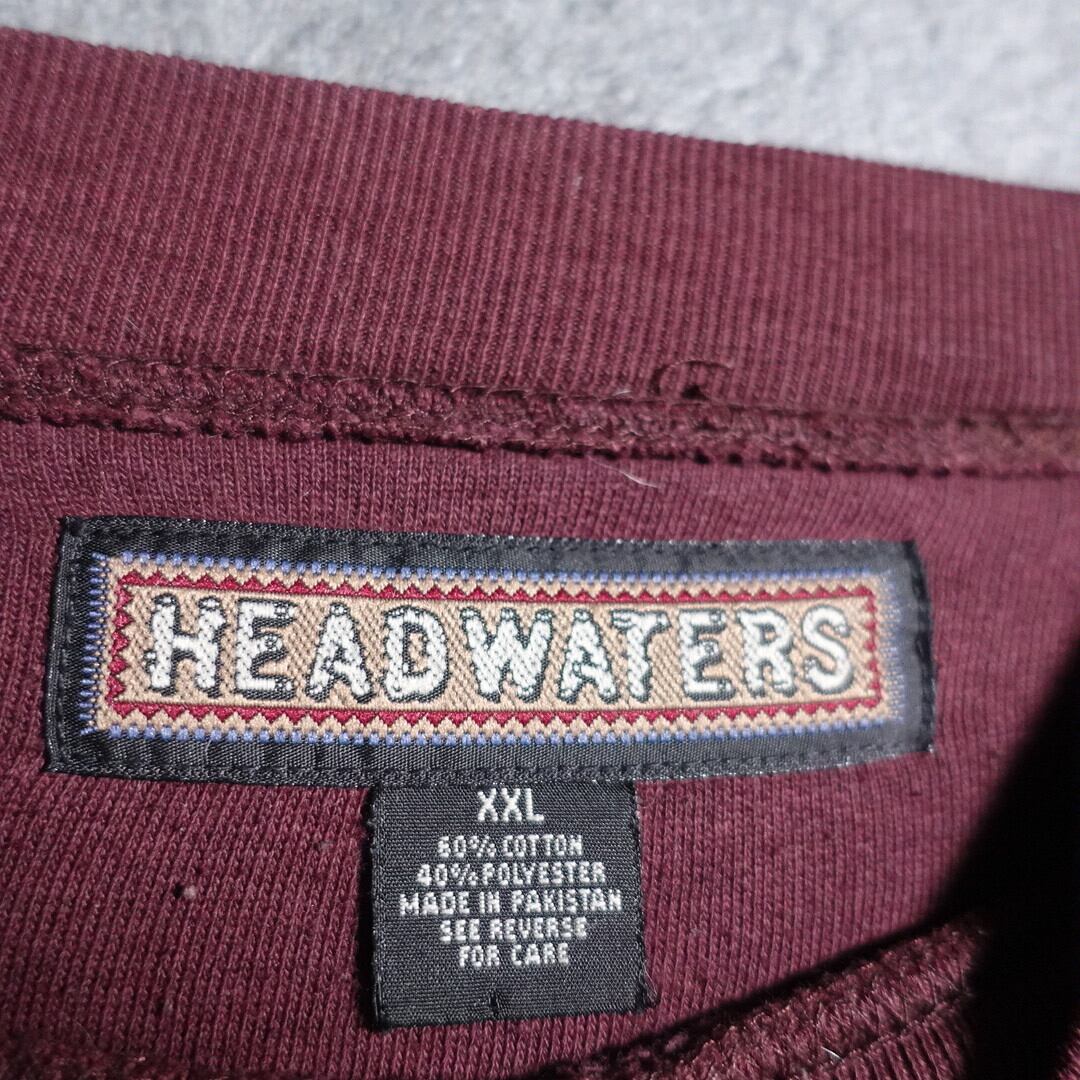 HEADWATERS
XXL
60% COTTON
40% POLYESTER
MADE IN PAKISTAN
SEE REVERSE
FOR CARE